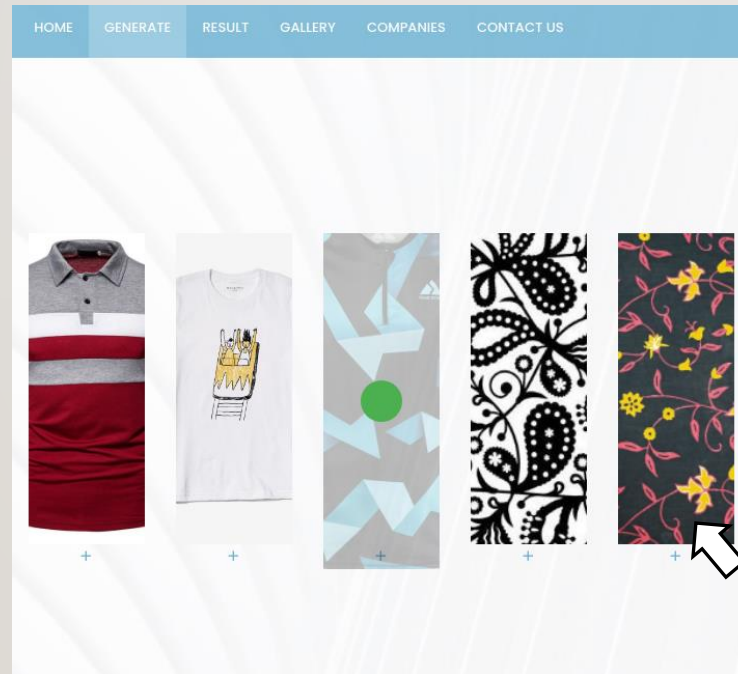 HOME GENERATE RESULT GALLERY COMPANIES CONTACT US
+ + + + +